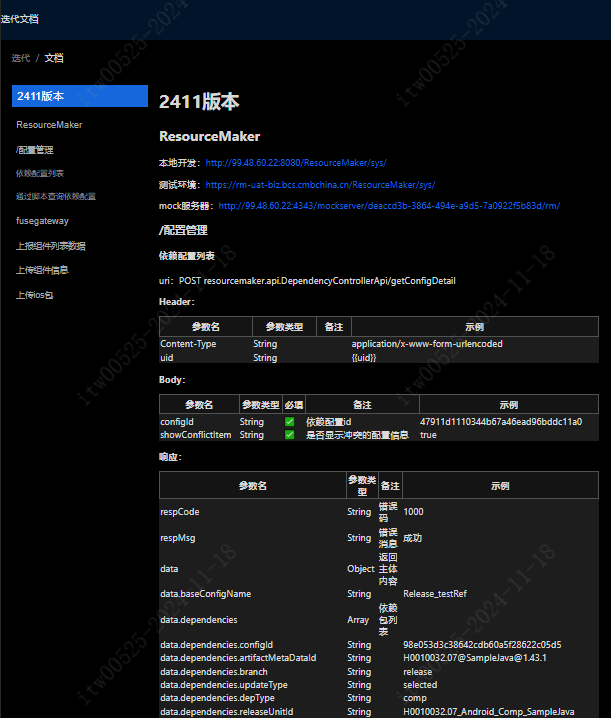 迭代文档
迭代 / 文档
2411版本
ResourceMaker
/配置管理
依赖配置列表
通过脚本查询依赖配置
fusegateway
上报组件列表数据
上传组件信息
上传ios包
2411版本
ResourceMaker
本地开发：http://99.48.60.22:8080/ResourceMaker/sys/
测试环境：https://rm-uat-biz.bcs.cmbchina.cn/ResourceMaker/sys/
mock服务器：http://99.48.60.22:4343/mockserver/deaccd3b-3864-494e-a9d5-7a0922f5b83d/rm/
/配置管理
依赖配置列表
uri：POST resourcemaker.api.DependencyControllerApi/getConfigDetail
Header：
参数名 参数类型 备注 示例
Content-Type String application/x-www-form-urlencoded
uid String {{uid}}
Body：
参数名 参数类型 必填 备注 示例
configId String ✅ 依赖配置id 47911d1110344b67a46ead96bddc11a0
showConflictItem String ✅ 是否显示冲突的配置信息 true
响应：
参数名 参数类型 备注 示例
respCode String 错误码 1000
respMsg String 错误消息 成功
data Object 返回主体内容
data.baseConfigName String Release_testRef
data.dependencies Array 依赖包列表
data.dependencies.configId String 98e053d3c38642cdb60a5f28622c05d5
data.dependencies.artifactMetaDataId String H0010032.07@SampleJava@1.43.1
data.dependencies.branch String release
data.dependencies.updateType String selected
data.dependencies.depType String comp
data.dependencies.releaseUnitId String H0010032.07_Android_Comp_SampleJava
itw00525-2024-11-18